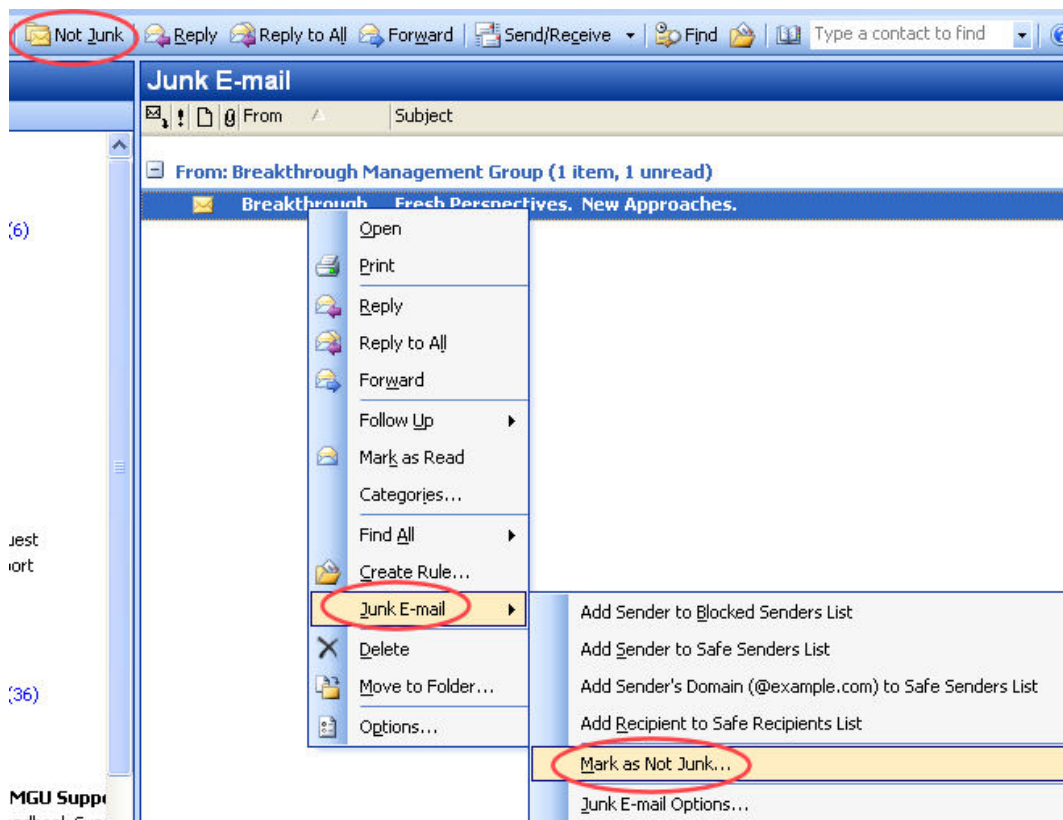 Not Junk Reply Reply to All Forward Send/Receive Find Type a contact to find
Junk E-mail
From Subject
From: Breakthrough Management Group (1 item, 1 unread)
Breakthrough Fresh Perspectives. New Approaches.
(6)
Open
Print
Reply
Reply to All
Forward
Follow Up
Mark as Read
Categories...
Find All
Create Rule...
Junk E-mail
Delete
Move to Folder...
Options...
Add Sender to Blocked Senders List
Add Sender to Safe Senders List
Add Sender's Domain (@example.com) to Safe Senders List
Add Recipient to Safe Recipients List
Mark as Not Junk...
Junk E-mail Options...
(36)
MGU